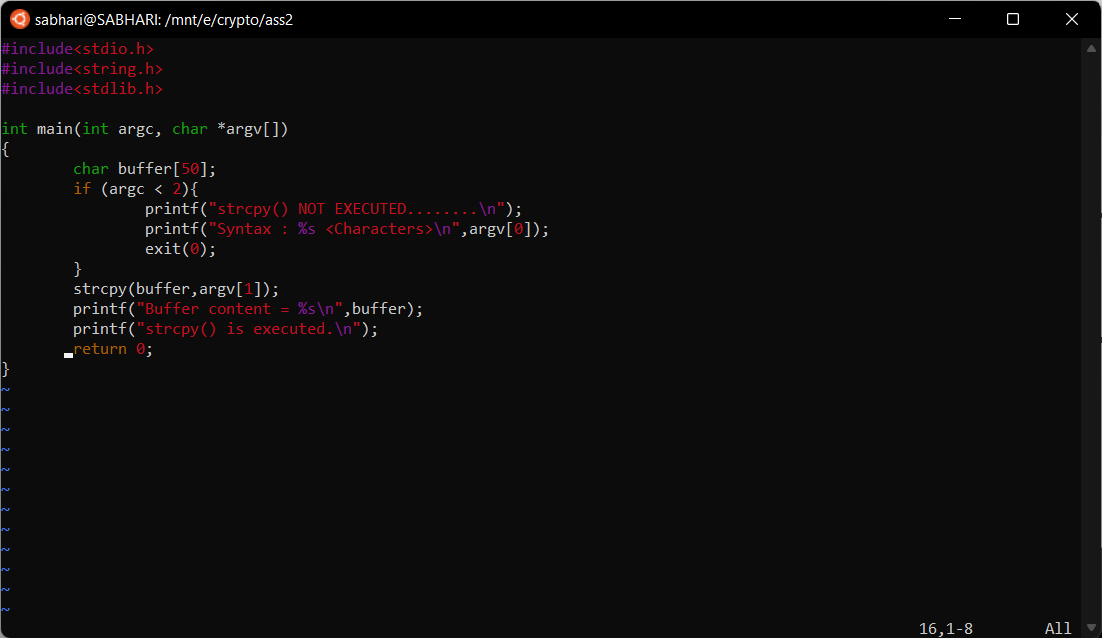 sabhari@SABHARI: /mnt/e/crypto/ass2
#include<stdio.h>
#include<string.h>
#include<stdlib.h>
int main(int argc, char *argv[])
{
char buffer[50];
if (argc < 2){
printf("strcpy() NOT EXECUTED........\n");
printf("Syntax : %s <Characters>\n",argv[0]);
exit(0);
}
strcpy(buffer,argv[1]);
printf("Buffer content = %s\n",buffer);
printf("strcpy() is executed.\n");
return 0;
}
~
~
~
~
~
~
~
~
~
~
~
~
16,1-8 All